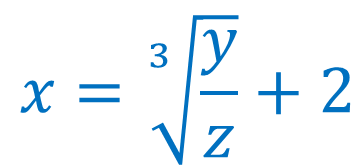 x = ∛(y/z) + 2